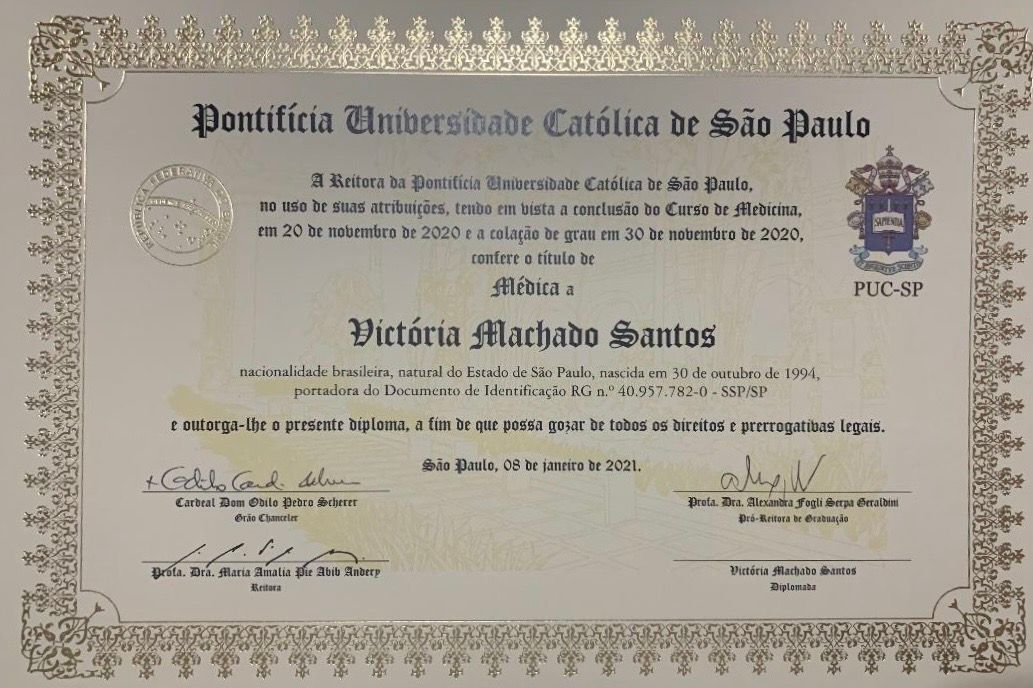 Pontifícia Universidade Católica de São Paulo
A Reitora da Pontifícia Universidade Católica de São Paulo,
no uso de suas atribuições, tendo em vista a conclusão do Curso de Medicina,
em 20 de novembro de 2020 e a colação de grau em 30 de novembro de 2020,
confere o título de
Médica a
SAPIENTIA
PUC-SP
Victória Machado Santos
nacionalidade brasileira, natural do Estado de São Paulo, nascida em 30 de outubro de 1994,
portadora do Documento de Identificação RG n.º 40.957.782-0 - SSP/SP
e outorga-lhe o presente diploma, a fim de que possa gozar de todos os direitos e prerrogativas legais.
São Paulo, 08 de janeiro de 2021.
Cardeal Dom Odilo Pedro Scherer
Grão Chanceler
Profa. Dra. Alexandra Fogli Serpa Geraldini
Pró-Reitora de Graduação
Profa. Dra. Maria Amalia Pie Abib Andery
Reitora
Victória Machado Santos
Diplomada